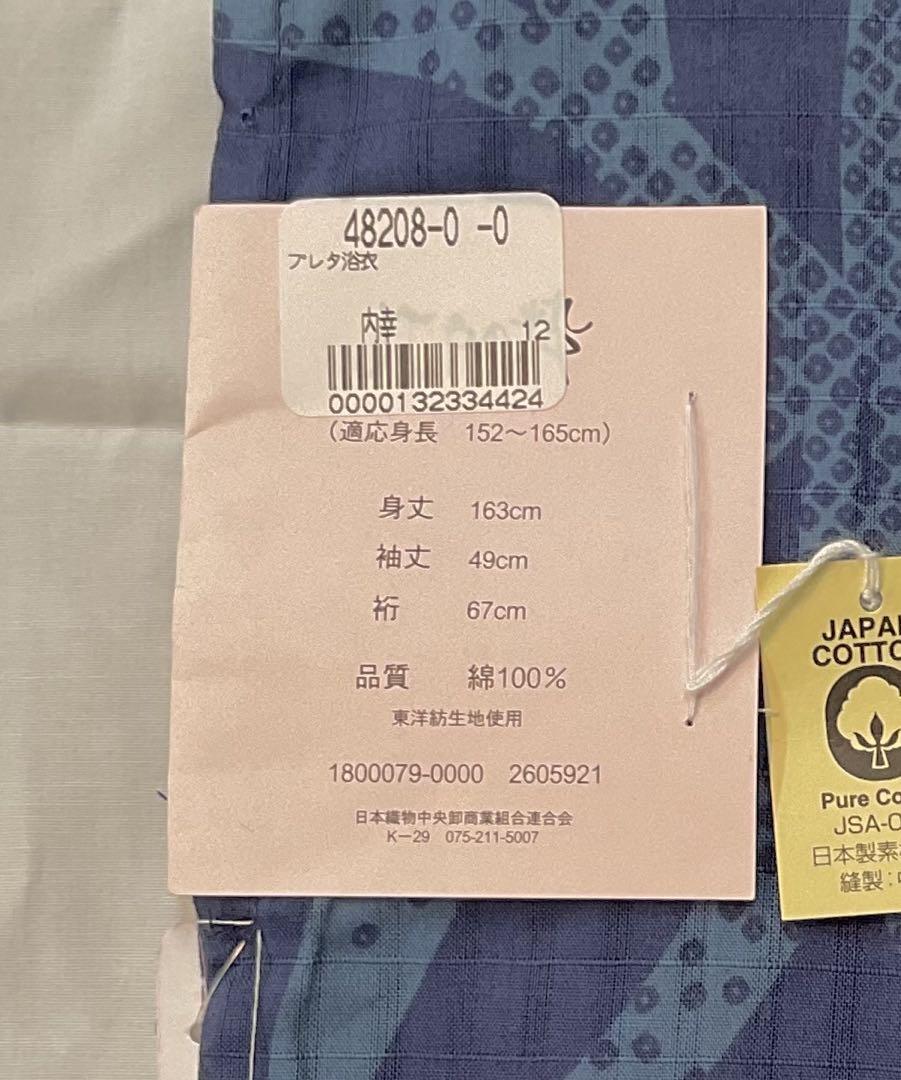 48208-0 -0
プレタ浴衣
内幸 12
0000132334424
(適応身長 152〜165cm)
身丈 163cm
袖丈 49cm
裄 67cm
品質 綿100%
東洋紡生地使用
1800079-0000 2605921
日本織物中央卸商業組合連合会
K-29 075-211-5007
JAPAN
COTTO
Pure Co
JSA-
日本製素
縫製: